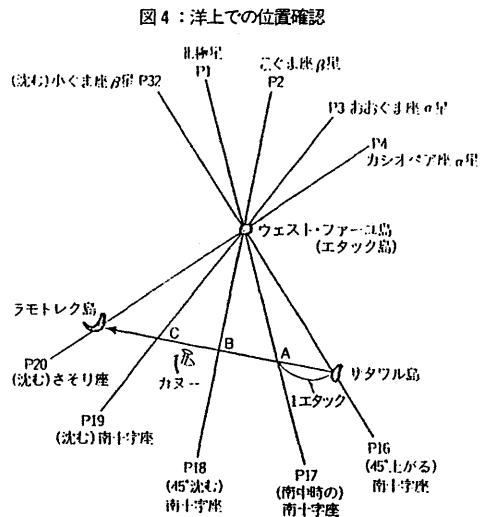 図4：洋上での位置確認
北極星
P1
こぐま座β星
P2
(沈む)小ぐま座β星 P32
P3 おおぐま座α星
P4
カシオペア座α星
ウェスト・ファーユ島
(エタック島)
ラモトレク島
C
B
A
カヌー
サタワル島
1エタック
P20
(沈む)さそり座
P19
(沈む)南十字座
P18
(45°沈む)
南十字座
P17
(南中時の)
南十字座
P16
(45°上がる)
南十字座